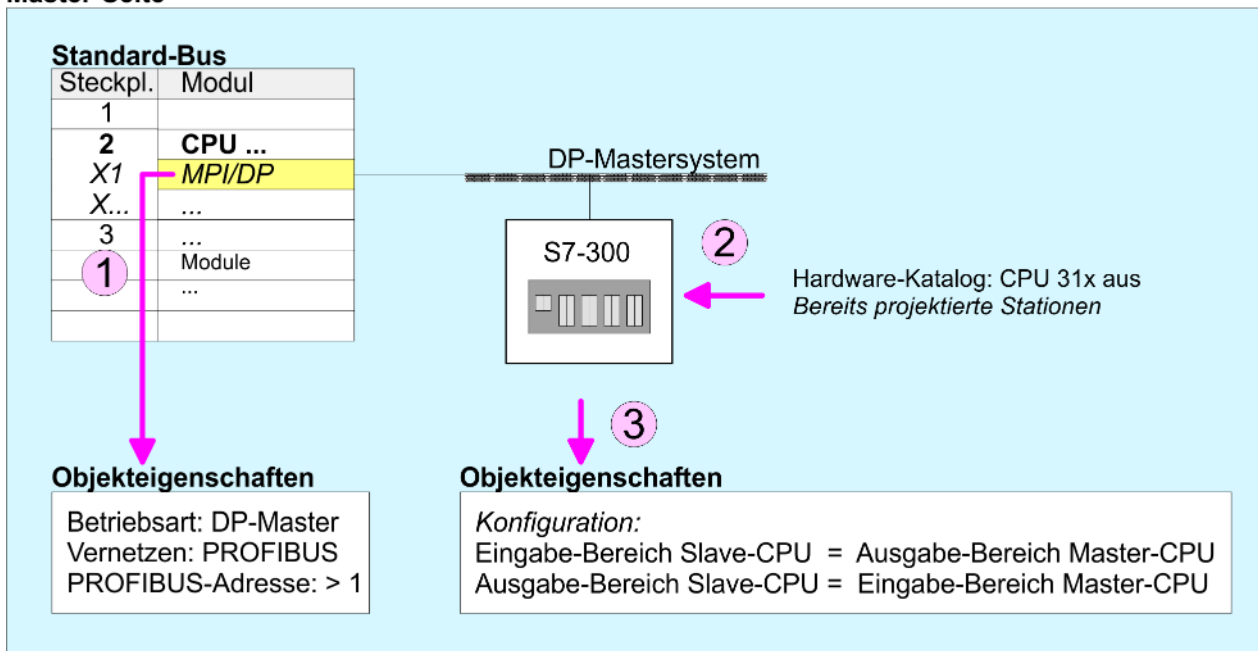 Master-Seite
Standard-Bus
Steckpl. Modul
1
2 CPU ...
X1 MPI/DP
X... ...
3 ...
Module
...
1
DP-Mastersystem
S7-300
2
Hardware-Katalog: CPU 31x aus
Bereits projektierte Stationen
3
Objekteigenschaften
Betriebsart: DP-Master
Vernetzen: PROFIBUS
PROFIBUS-Adresse: > 1
Objekteigenschaften
Konfiguration:
Eingabe-Bereich Slave-CPU = Ausgabe-Bereich Master-CPU
Ausgabe-Bereich Slave-CPU = Eingabe-Bereich Master-CPU